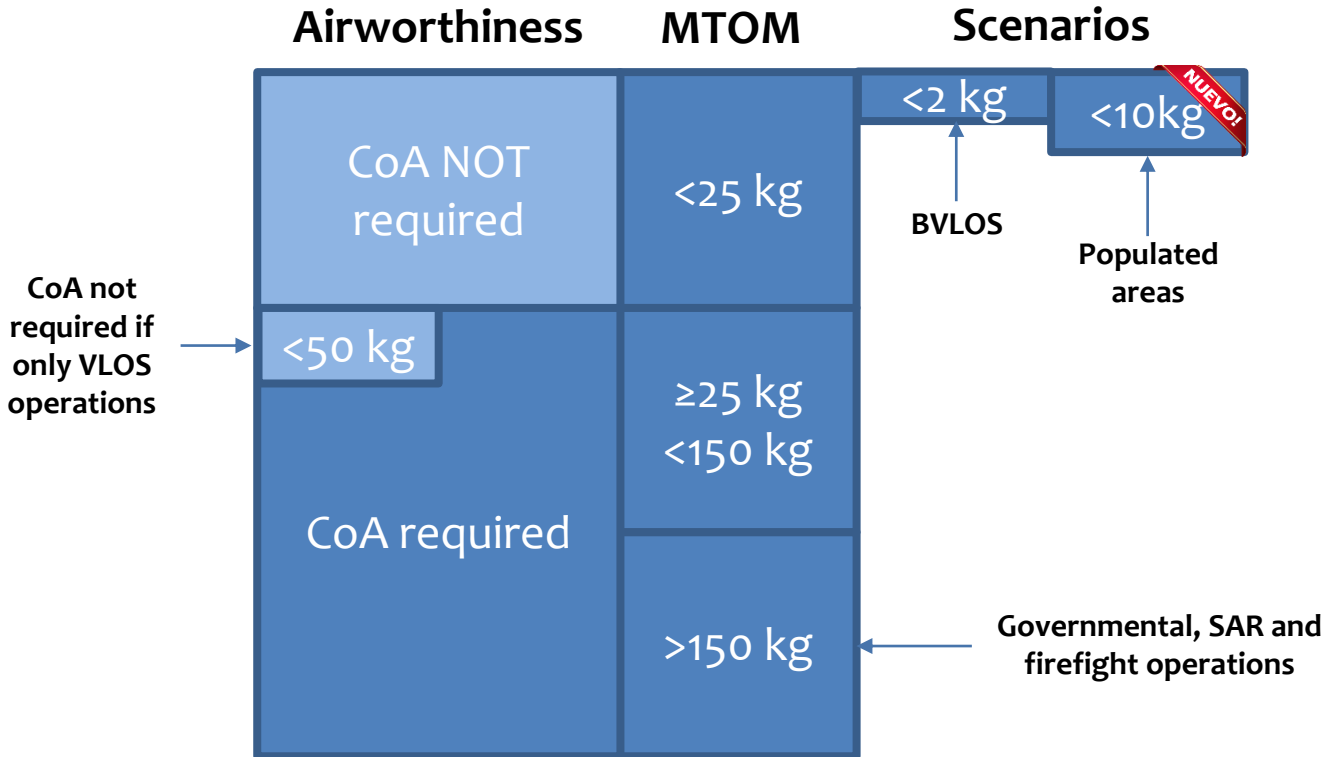 Airworthiness
MTOM
Scenarios
CoA NOT
required
<25 kg
<2 kg
<10kg
NUEVO!
BVLOS
Populated
areas
CoA not
required if
only VLOS
operations
<50 kg
≥25 kg
<150 kg
CoA required
>150 kg
Governmental, SAR and
firefight operations